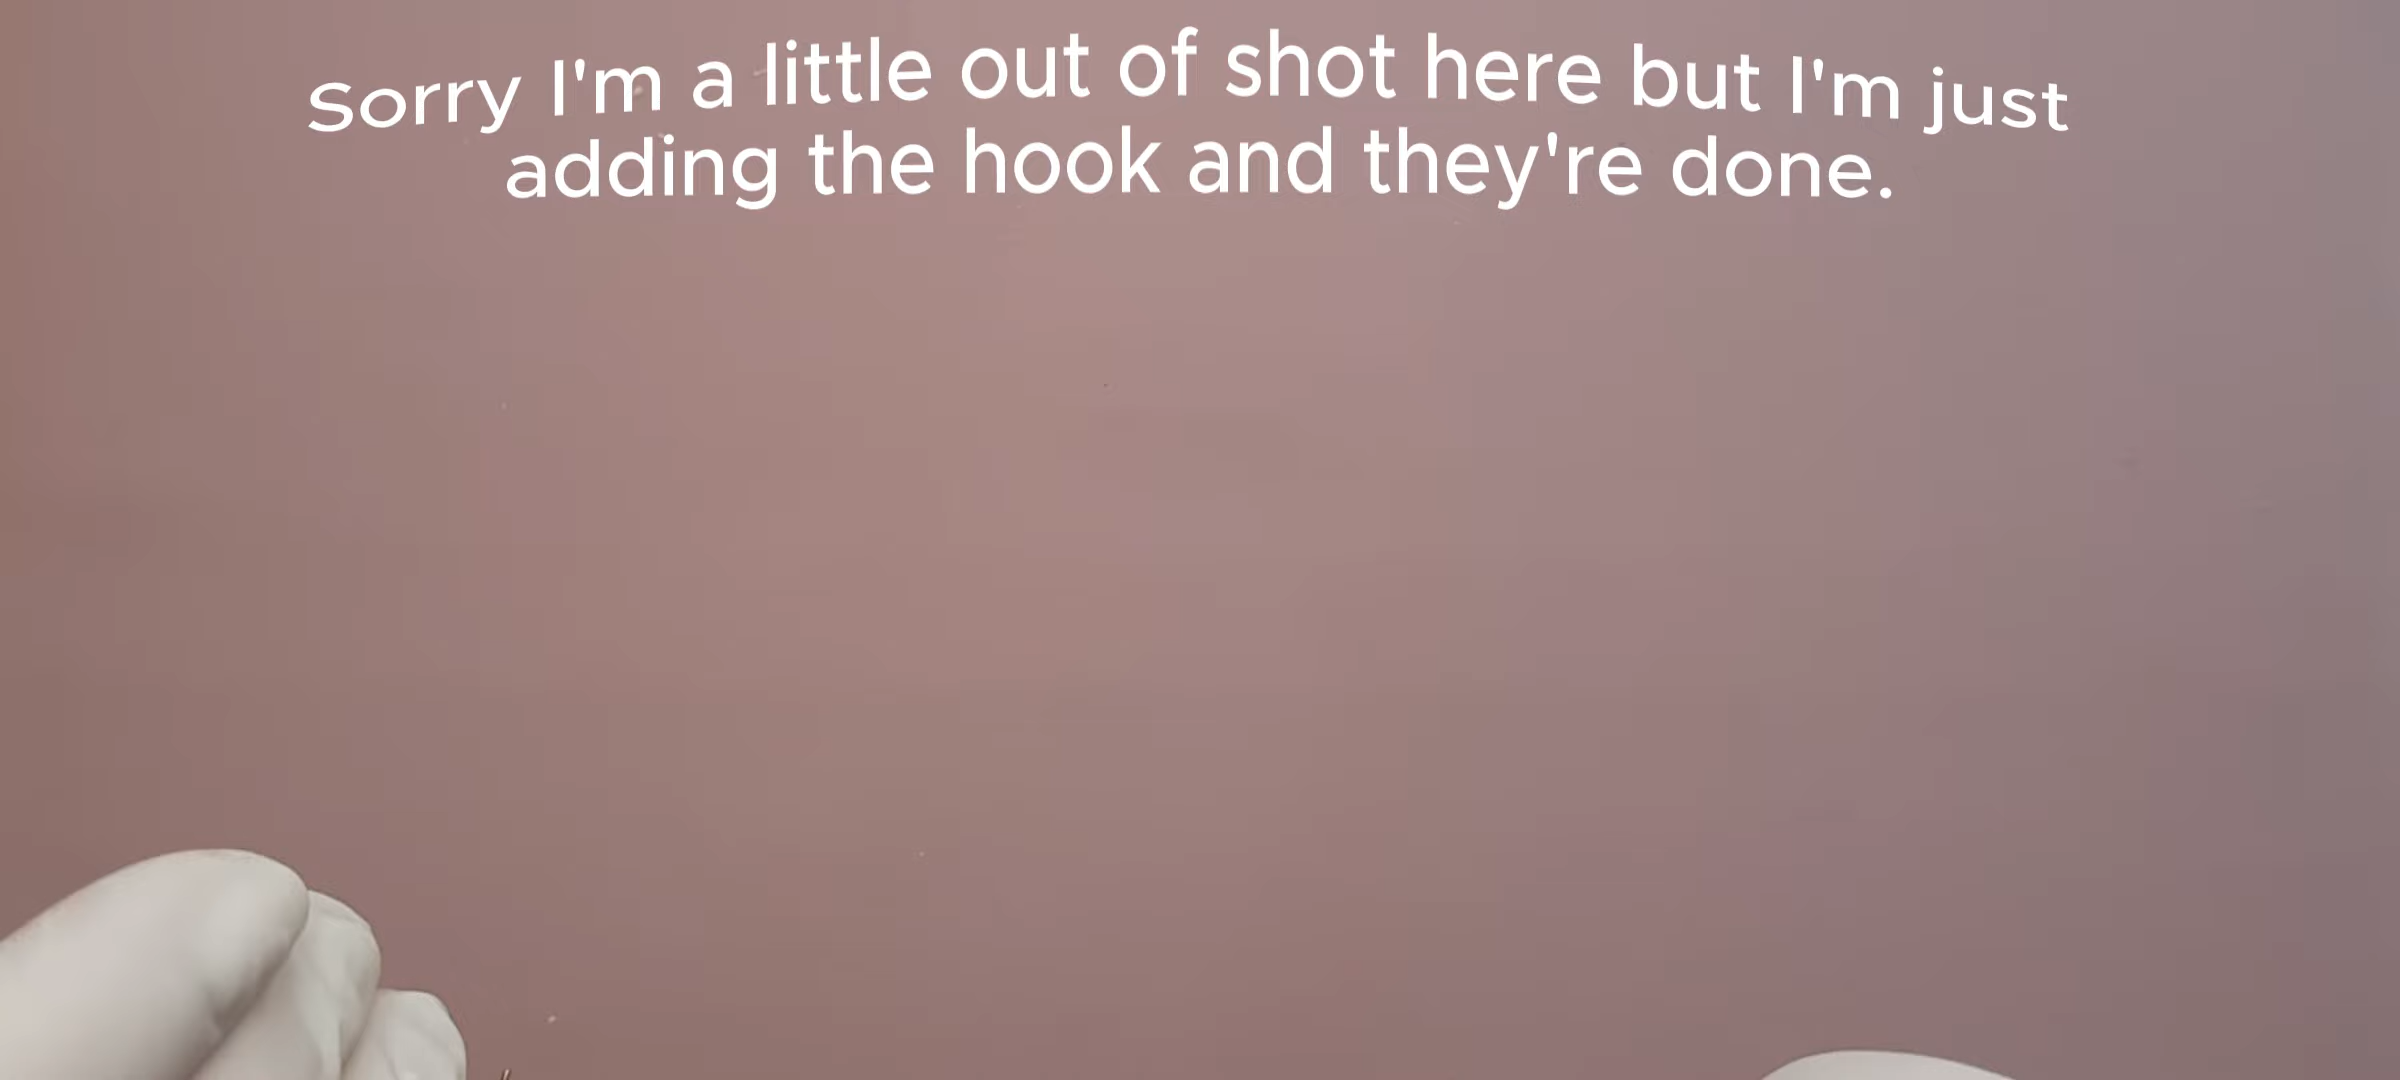 Sorry I'm a little out of shot here but I'm just
adding the hook and they're done.